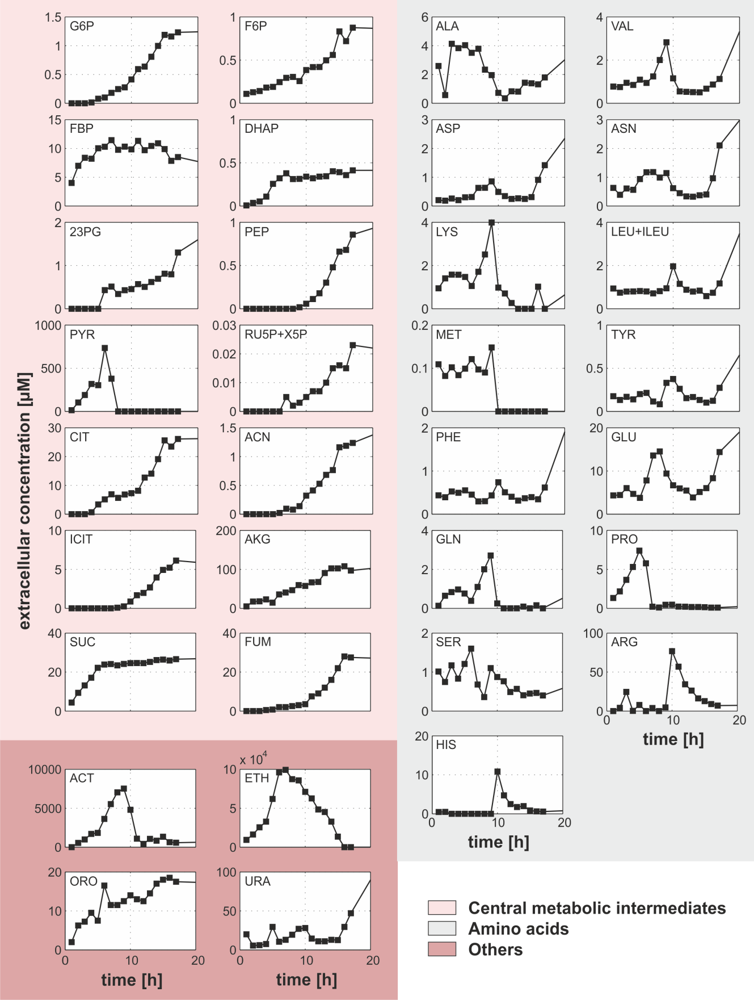 extracellular concentration [µM]
G6P
1.5
1
0.5
0
F6P
1
0.5
0
FBP
15
10
5
0
DHAP
1
0.5
0
23PG
2
1
0
PEP
1
0.5
0
PYR
1000
500
0
RU5P+X5P
0.03
0.02
0.01
0
CIT
30
20
10
0
ACN
1.5
1
0.5
0
ICIT
10
5
0
AKG
200
100
0
SUC
40
20
0
FUM
40
20
0
ACT
10000
5000
0
x 10⁴
ETH
10
5
0
ORO
20
10
0
0 10 20
time [h]
URA
100
50
0
0 10 20
time [h]
ALA
6
4
2
0
VAL
4
2
0
ASP
3
2
1
0
ASN
3
2
1
0
LYS
4
2
0
LEU+ILEU
4
2
0
MET
0.2
0.1
0
TYR
1
0.5
0
PHE
2
1
0
GLU
20
10
0
GLN
4
2
0
PRO
10
5
0
SER
2
1
0
ARG
100
50
0
0 10 20
time [h]
HIS
20
10
0
0 10 20
time [h]
Central metabolic intermediates
Amino acids
Others